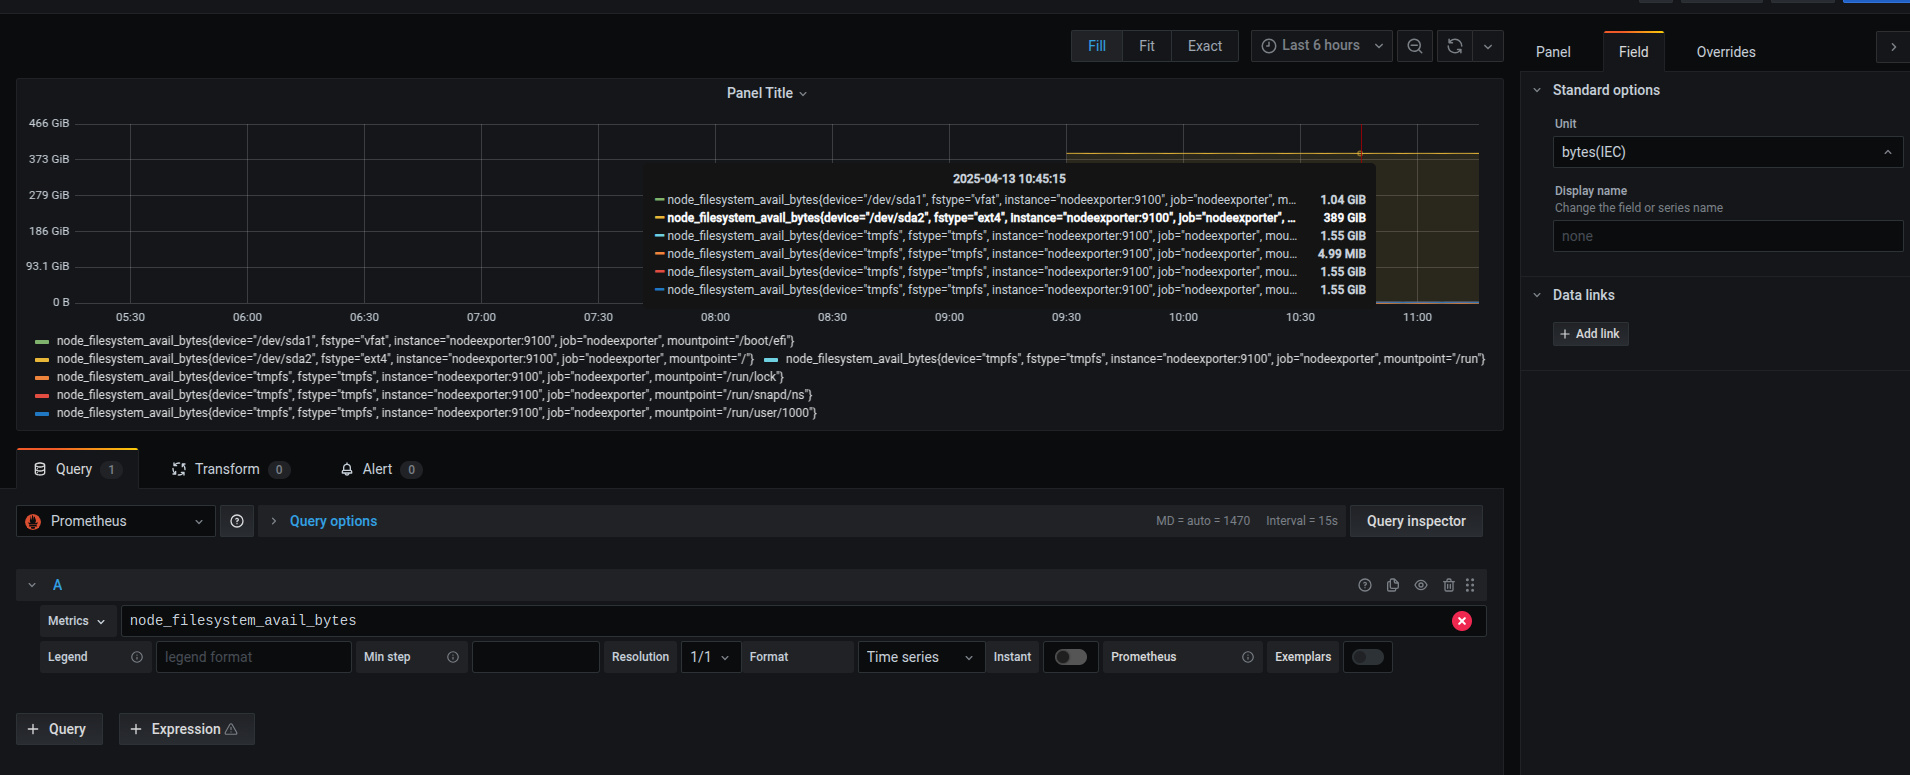 Fill Fit Exact Last 6 hours
Panel Field Overrides
Panel Title
466 GiB
373 GiB
279 GiB
186 GiB
93.1 GiB
0 B
2025-04-13 10:45:15
node_filesystem_avail_bytes{device="/dev/sda1", fstype="vfat", instance="nodeexporter:9100", job="nodeexporter", m... 1.04 GiB
node_filesystem_avail_bytes{device="/dev/sda2", fstype="ext4", instance="nodeexporter:9100", job="nodeexporter", ... 389 GiB
node_filesystem_avail_bytes{device="tmpfs", fstype="tmpfs", instance="nodeexporter:9100", job="nodeexporter", mou... 1.55 GiB
node_filesystem_avail_bytes{device="tmpfs", fstype="tmpfs", instance="nodeexporter:9100", job="nodeexporter", mou... 4.99 MiB
node_filesystem_avail_bytes{device="tmpfs", fstype="tmpfs", instance="nodeexporter:9100", job="nodeexporter", mou... 1.55 GiB
node_filesystem_avail_bytes{device="tmpfs", fstype="tmpfs", instance="nodeexporter:9100", job="nodeexporter", mou... 1.55 GiB
05:30 06:00 06:30 07:00 07:30 08:00 08:30 09:00 09:30 10:00 10:30 11:00
node_filesystem_avail_bytes{device="/dev/sda1", fstype="vfat", instance="nodeexporter:9100", job="nodeexporter", mountpoint="/boot/efi"}
node_filesystem_avail_bytes{device="/dev/sda2", fstype="ext4", instance="nodeexporter:9100", job="nodeexporter", mountpoint="/"} node_filesystem_avail_bytes{device="tmpfs", fstype="tmpfs", instance="nodeexporter:9100", job="nodeexporter", mountpoint="/run"}
node_filesystem_avail_bytes{device="tmpfs", fstype="tmpfs", instance="nodeexporter:9100", job="nodeexporter", mountpoint="/run/lock"}
node_filesystem_avail_bytes{device="tmpfs", fstype="tmpfs", instance="nodeexporter:9100", job="nodeexporter", mountpoint="/run/snapd/ns"}
node_filesystem_avail_bytes{device="tmpfs", fstype="tmpfs", instance="nodeexporter:9100", job="nodeexporter", mountpoint="/run/user/1000"}
Standard options
Unit
bytes(IEC)
Display name
Change the field or series name
none
Data links
+ Add link
Query 1 Transform 0 Alert 0
Prometheus Query options MD = auto = 1470 Interval = 15s Query inspector
A
Metrics node_filesystem_avail_bytes
Legend legend format Min step Resolution 1/1 Format Time series Instant Prometheus Exemplars
+ Query + Expression